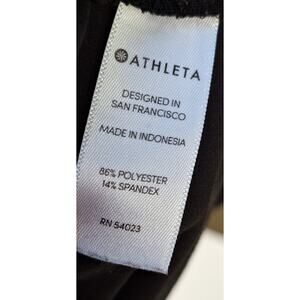 ATHLETA
DESIGNED IN
SAN FRANCISCO
MADE IN INDONESIA
86% POLYESTER
14% SPANDEX
RN 54023